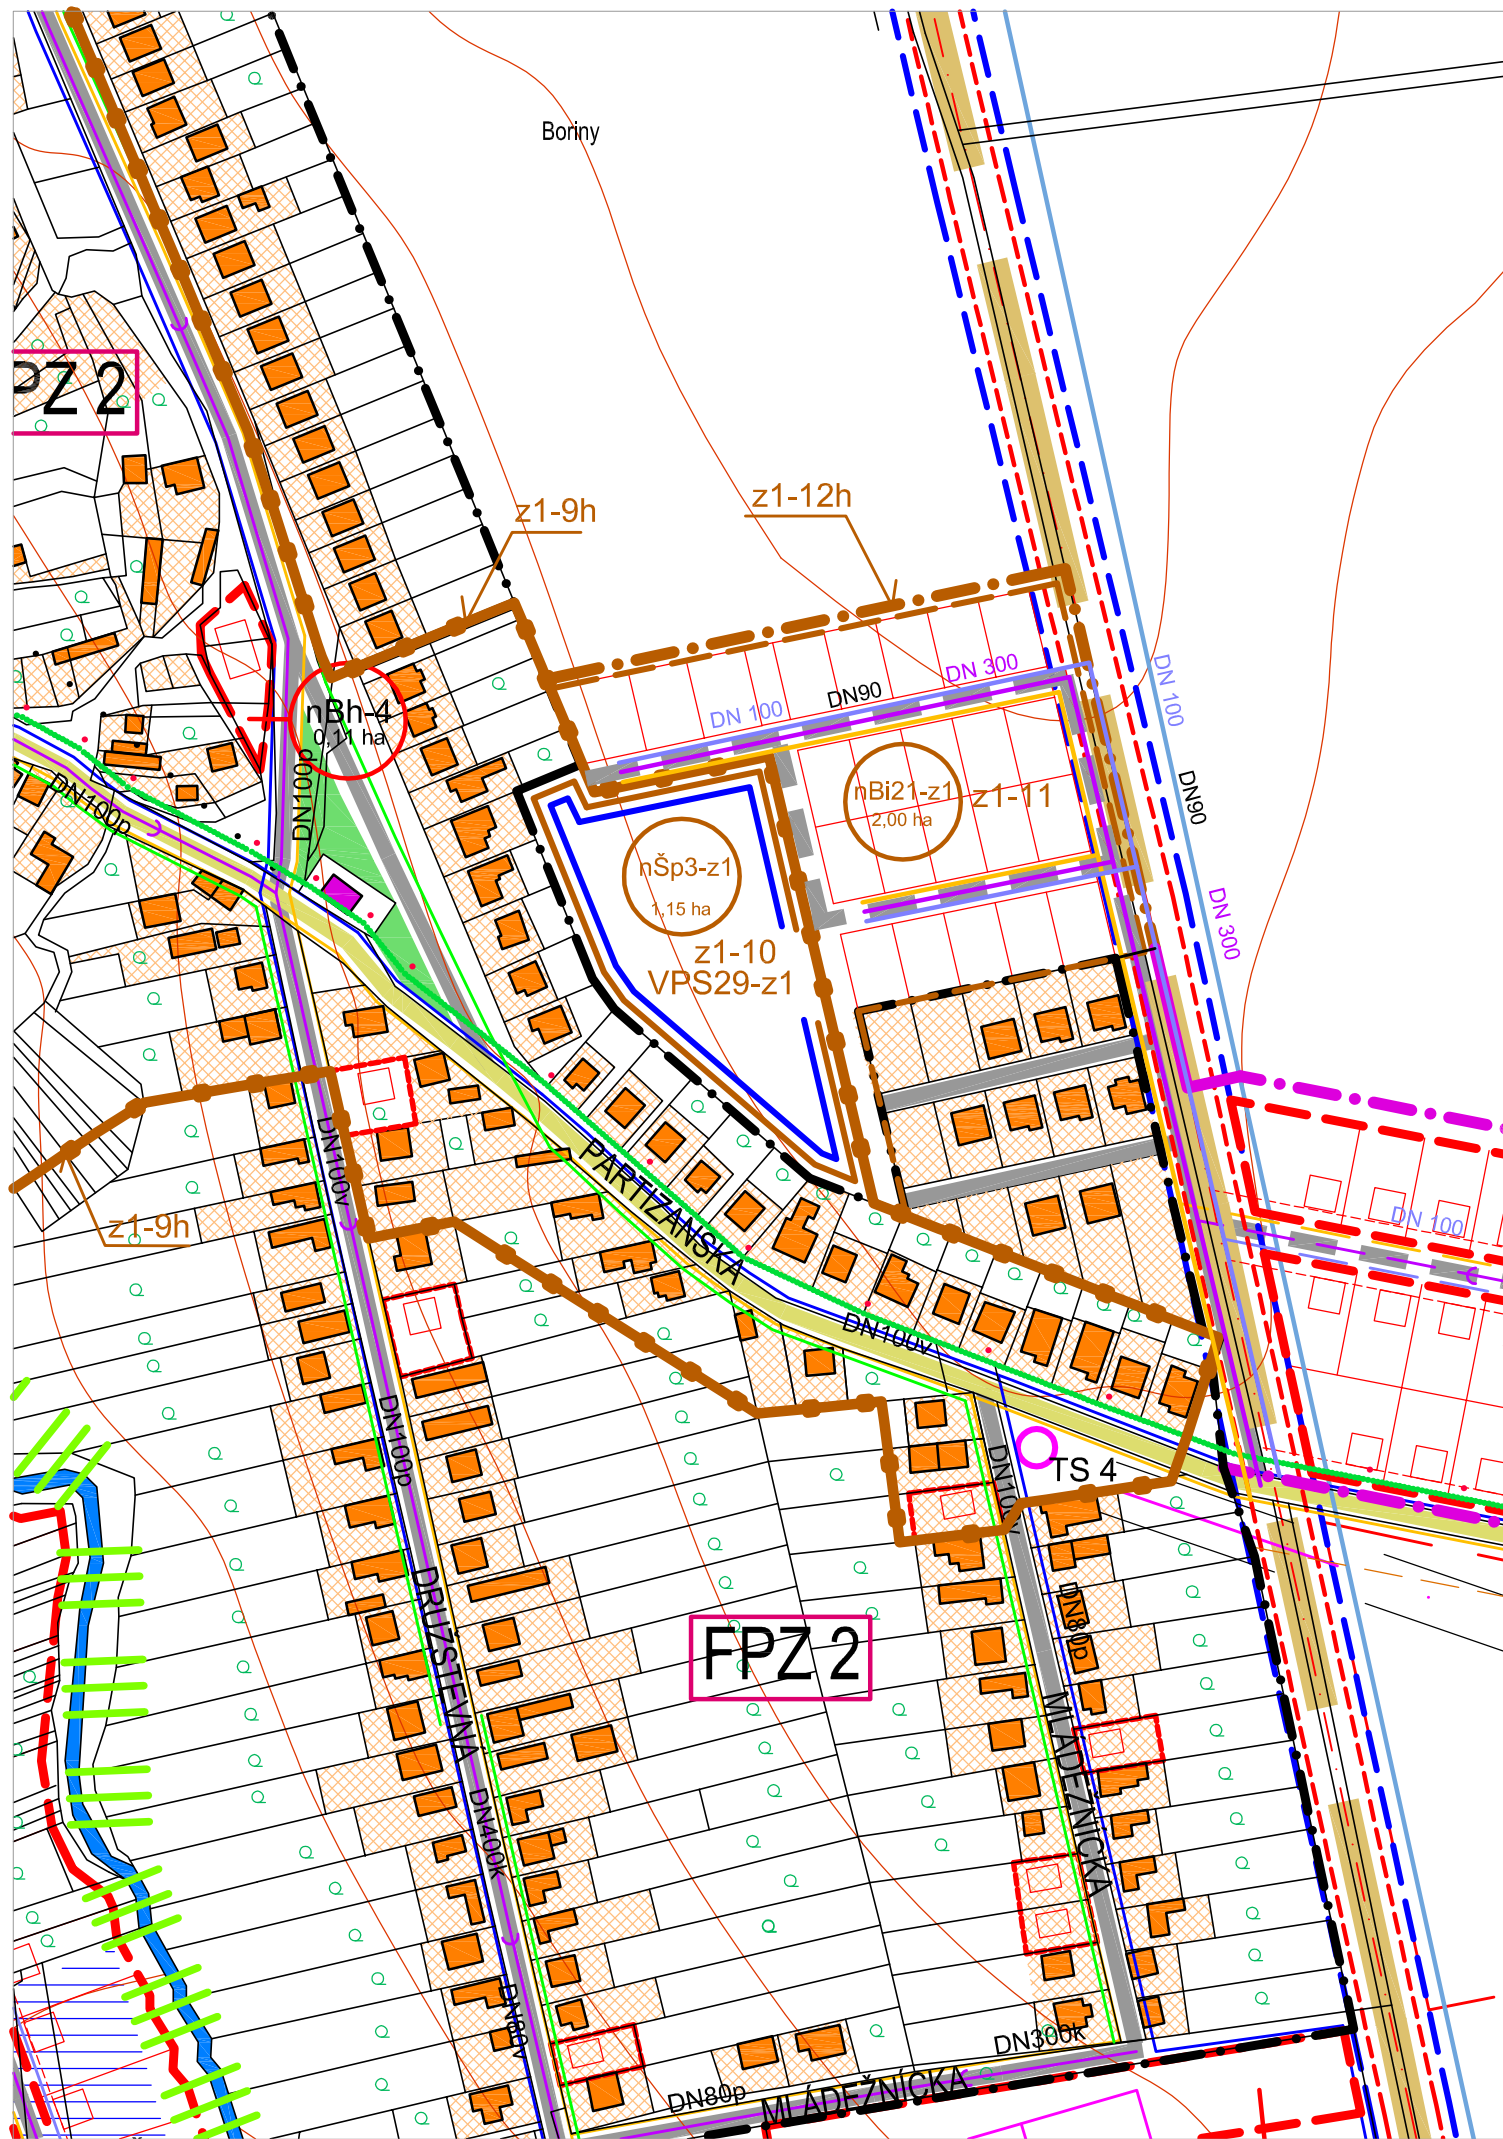 Boriny
PZ 2
z1-9h
z1-12h
DN 300
DN90
DN 100
DN 100
nBh-4
0,11 ha
DN100p
DN100p
nBi21-z1
2,00 ha
z1-11
DN90
nŠp3-z1
1,15 ha
z1-10
VPS29-z1
DN 300
DN100v
PARTIZÁNSKA
z1-9h
DN 100
DN100v
DN100p
TS 4
DN10v
DRUŽSTEVNÁ
DN80p
FPZ 2
MLÁDEŽNÍCKA
DN400k
DN80v
DN300k
DN80p
MLÁDEŽNÍCKA